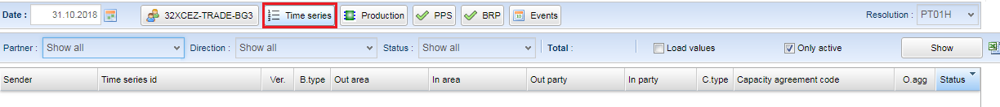 Date : 31.10.2018 32XCEZ-TRADE-BG3 Time series Production PPS BRP Events Resolution : PT01H
Partner : Show all Direction : Show all Status : Show all Total : Load values Only active Show
Sender Time series id Ver. B.type Out area In area Out party In party C.type Capacity agreement code O.agg Status